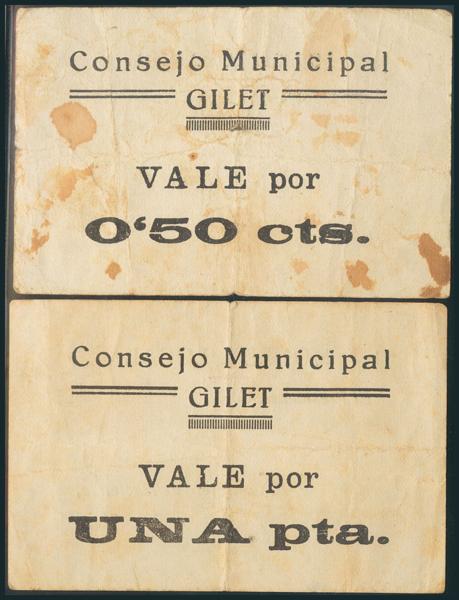 Consejo Municipal
GILET
VALE por
0‘50 cts.
Consejo Municipal
GILET
VALE por
UNA pta.